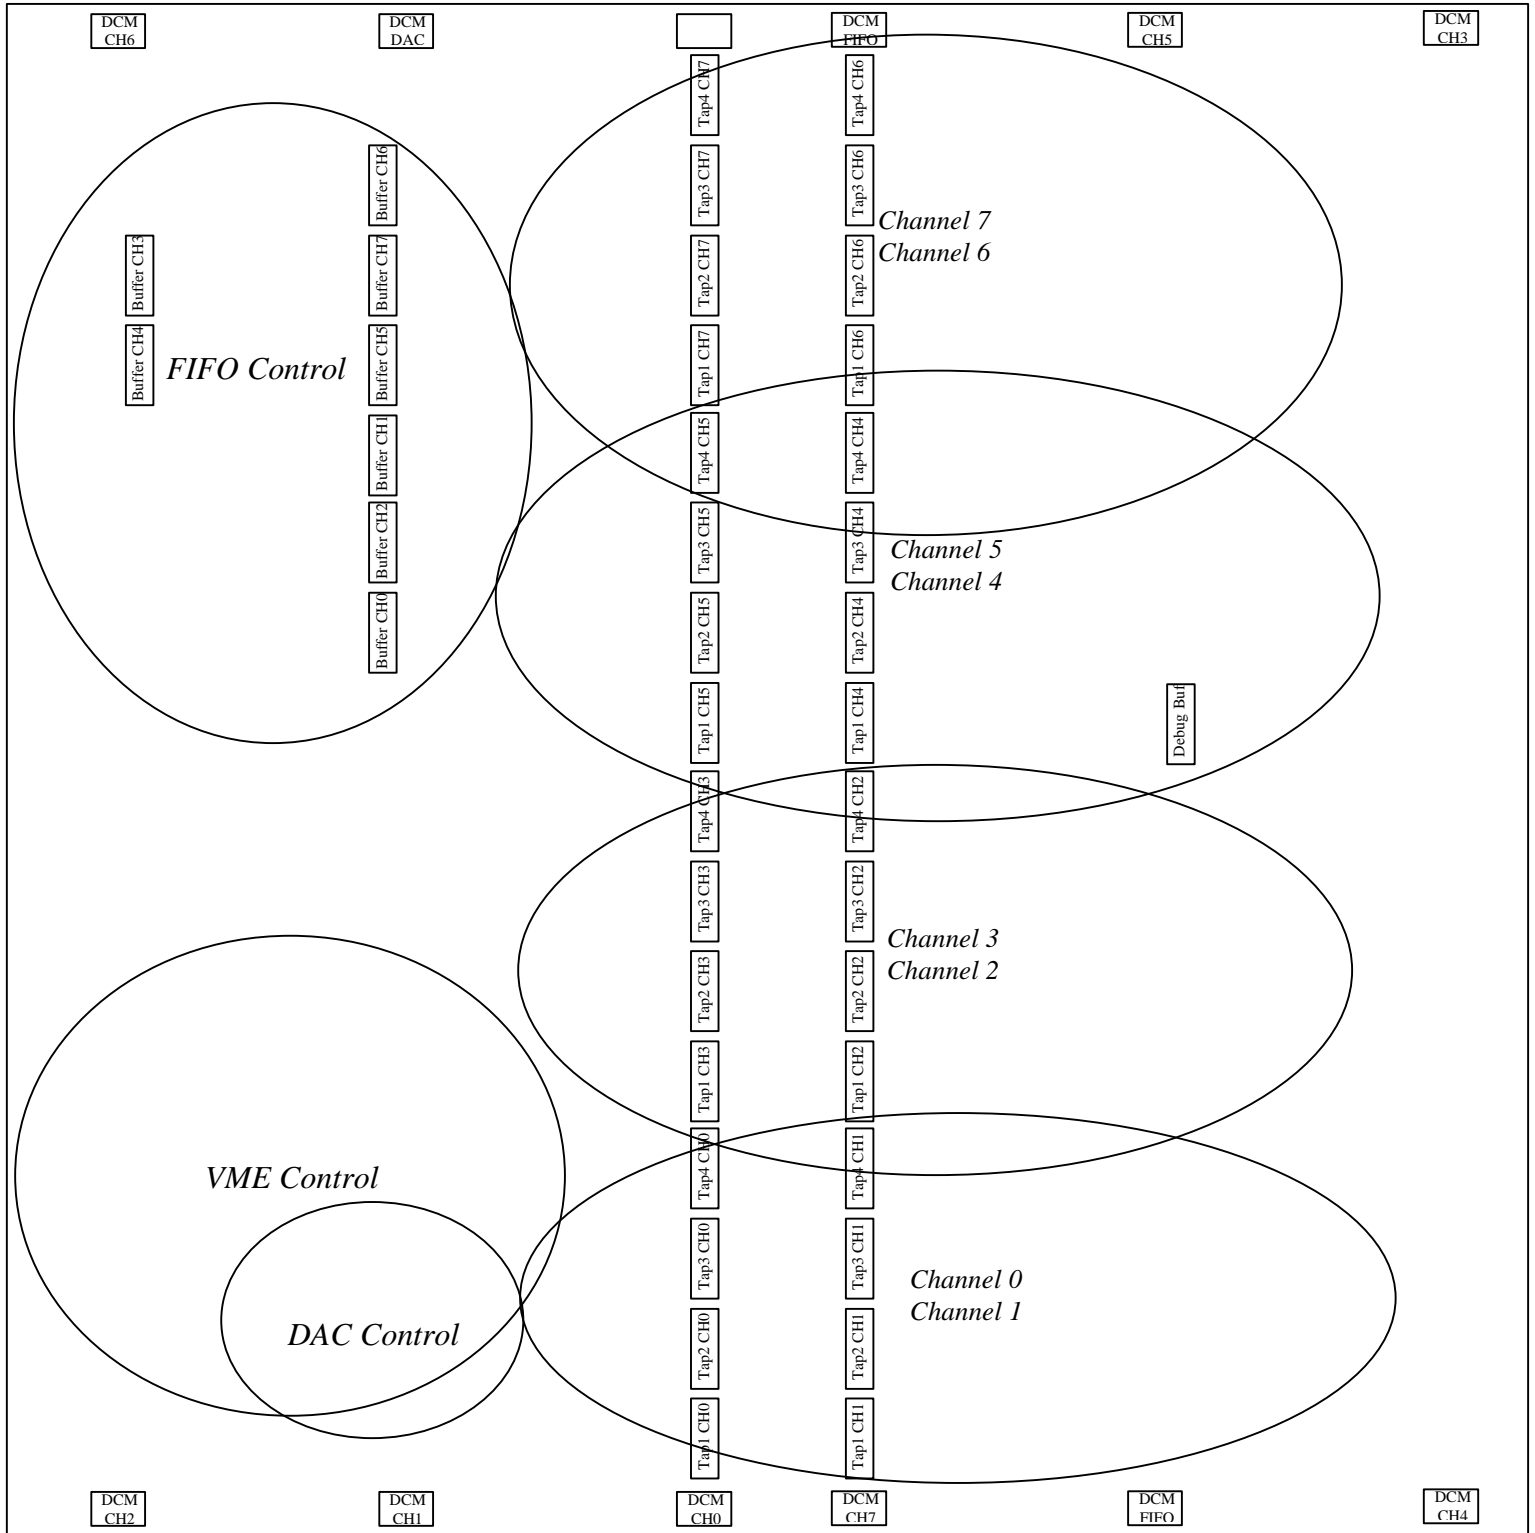 DCM
CH6
DCM
DAC
DCM
FIFO
DCM
CH5
DCM
CH3
Tap4 CH7
Tap4 CH6
Buffer CH6
Tap3 CH7
Tap3 CH6
Channel 7
Channel 6
Buffer CH3
Buffer CH7
Tap2 CH7
Tap2 CH6
Buffer CH4
FIFO Control
Buffer CH5
Tap1 CH7
Tap1 CH6
Buffer CH1
Tap4 CH5
Tap4 CH4
Buffer CH2
Tap3 CH5
Tap3 CH4
Channel 5
Channel 4
Buffer CH0
Tap2 CH5
Tap2 CH4
Tap1 CH5
Tap1 CH4
Debug Buf
Tap4 CH3
Tap4 CH2
Tap3 CH3
Tap3 CH2
Channel 3
Channel 2
Tap2 CH3
Tap2 CH2
Tap1 CH3
Tap1 CH2
VME Control
Tap4 CH0
Tap4 CH1
Tap3 CH0
Tap3 CH1
Channel 0
Channel 1
DAC Control
Tap2 CH0
Tap2 CH1
Tap1 CH0
Tap1 CH1
DCM
CH2
DCM
CH1
DCM
CH0
DCM
CH7
DCM
FIFO
DCM
CH4